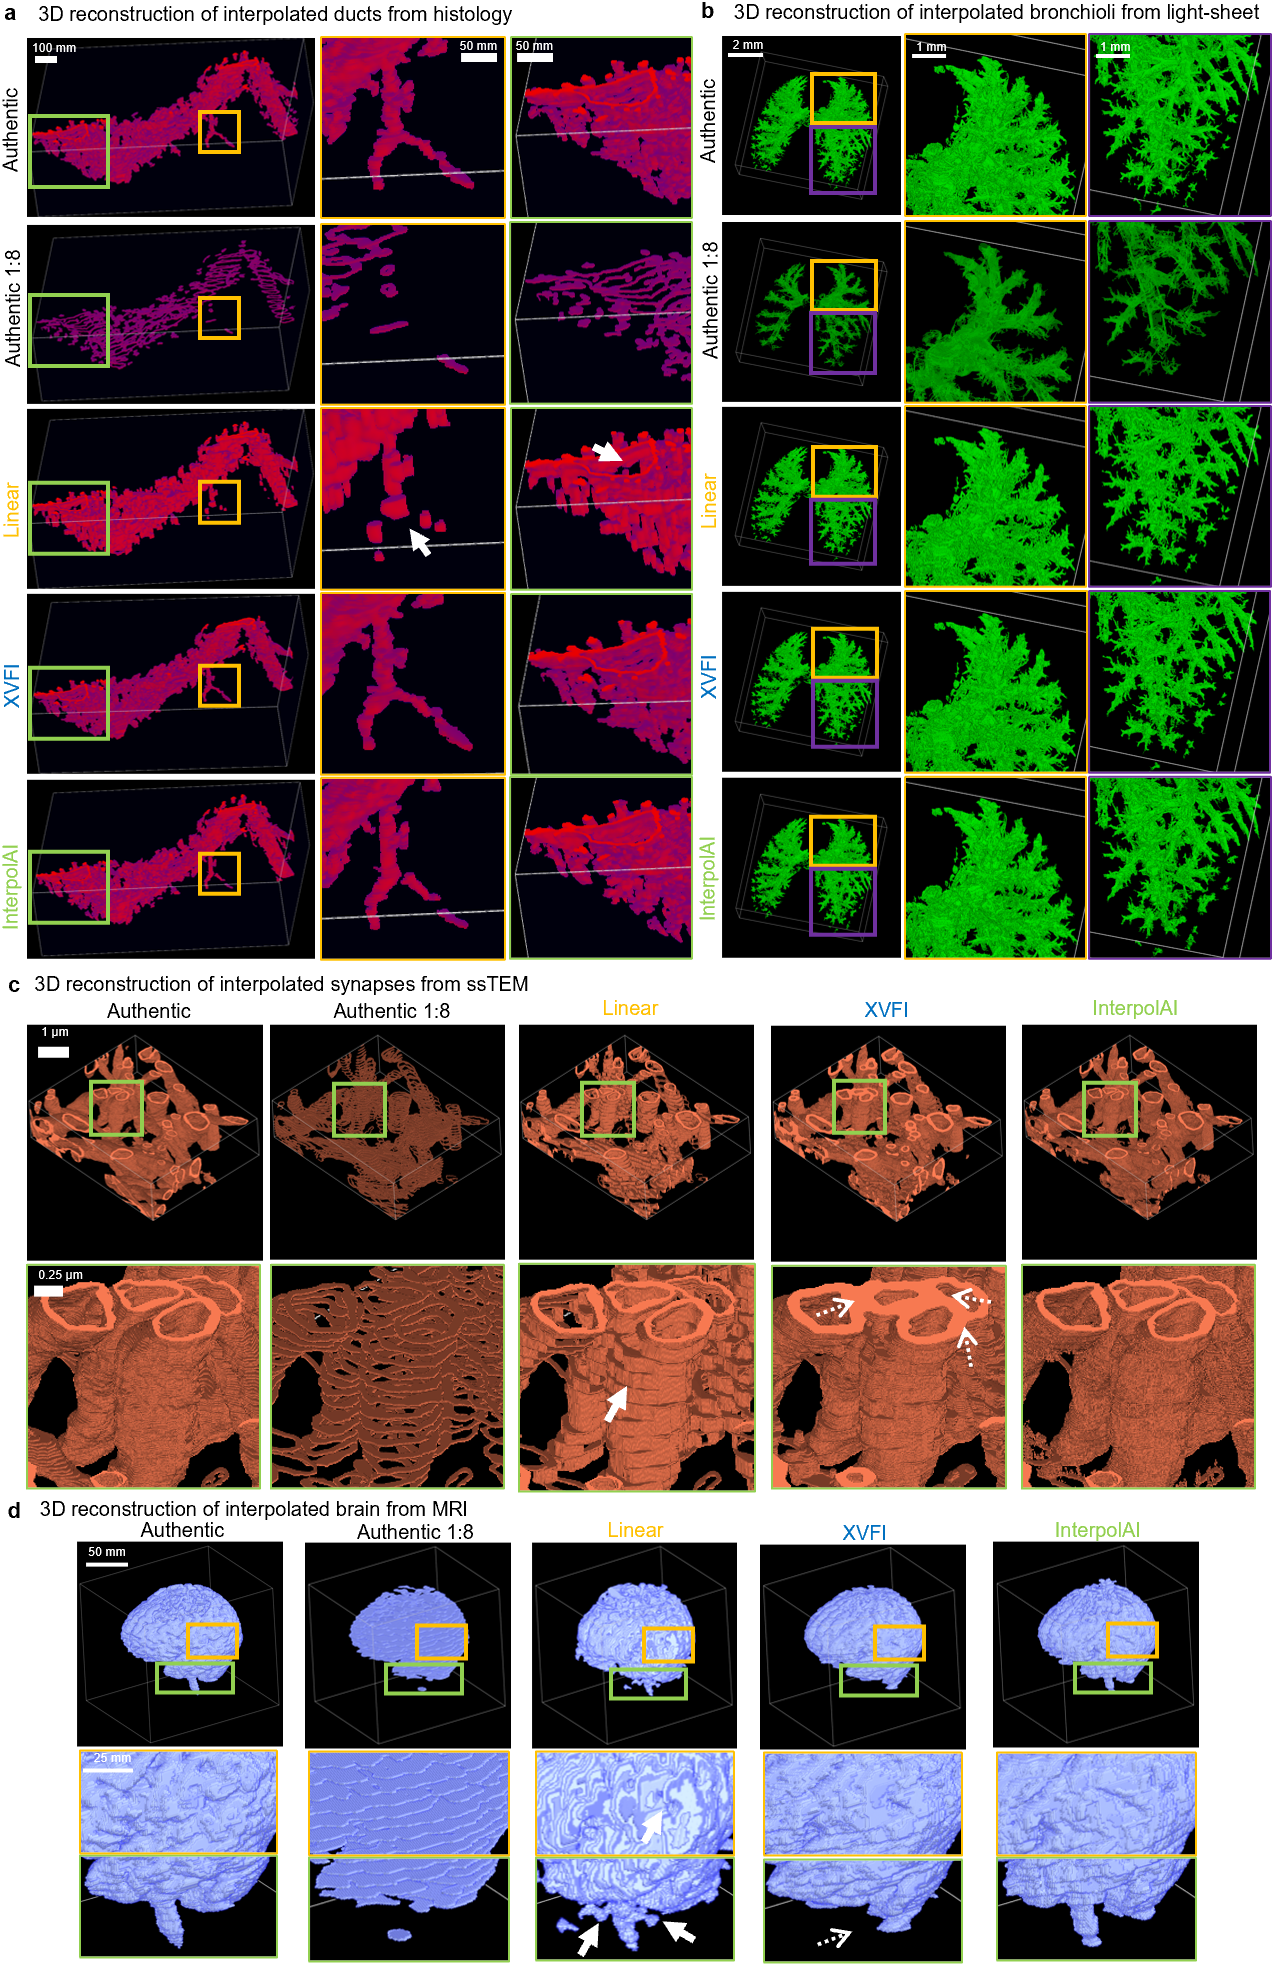 a 3D reconstruction of interpolated ducts from histology
100 mm
50 mm
50 mm
Authentic
Authentic 1:8
Linear
XVFI
InterpolAI
b 3D reconstruction of interpolated bronchioli from light-sheet
2 mm
1 mm
1 mm
Authentic
Authentic 1:8
Linear
XVFI
InterpolAI
c 3D reconstruction of interpolated synapses from ssTEM
Authentic Authentic 1:8 Linear XVFI InterpolAI
1 µm
0.25 µm
d 3D reconstruction of interpolated brain from MRI
Authentic Authentic 1:8 Linear XVFI InterpolAI
50 mm
25 mm